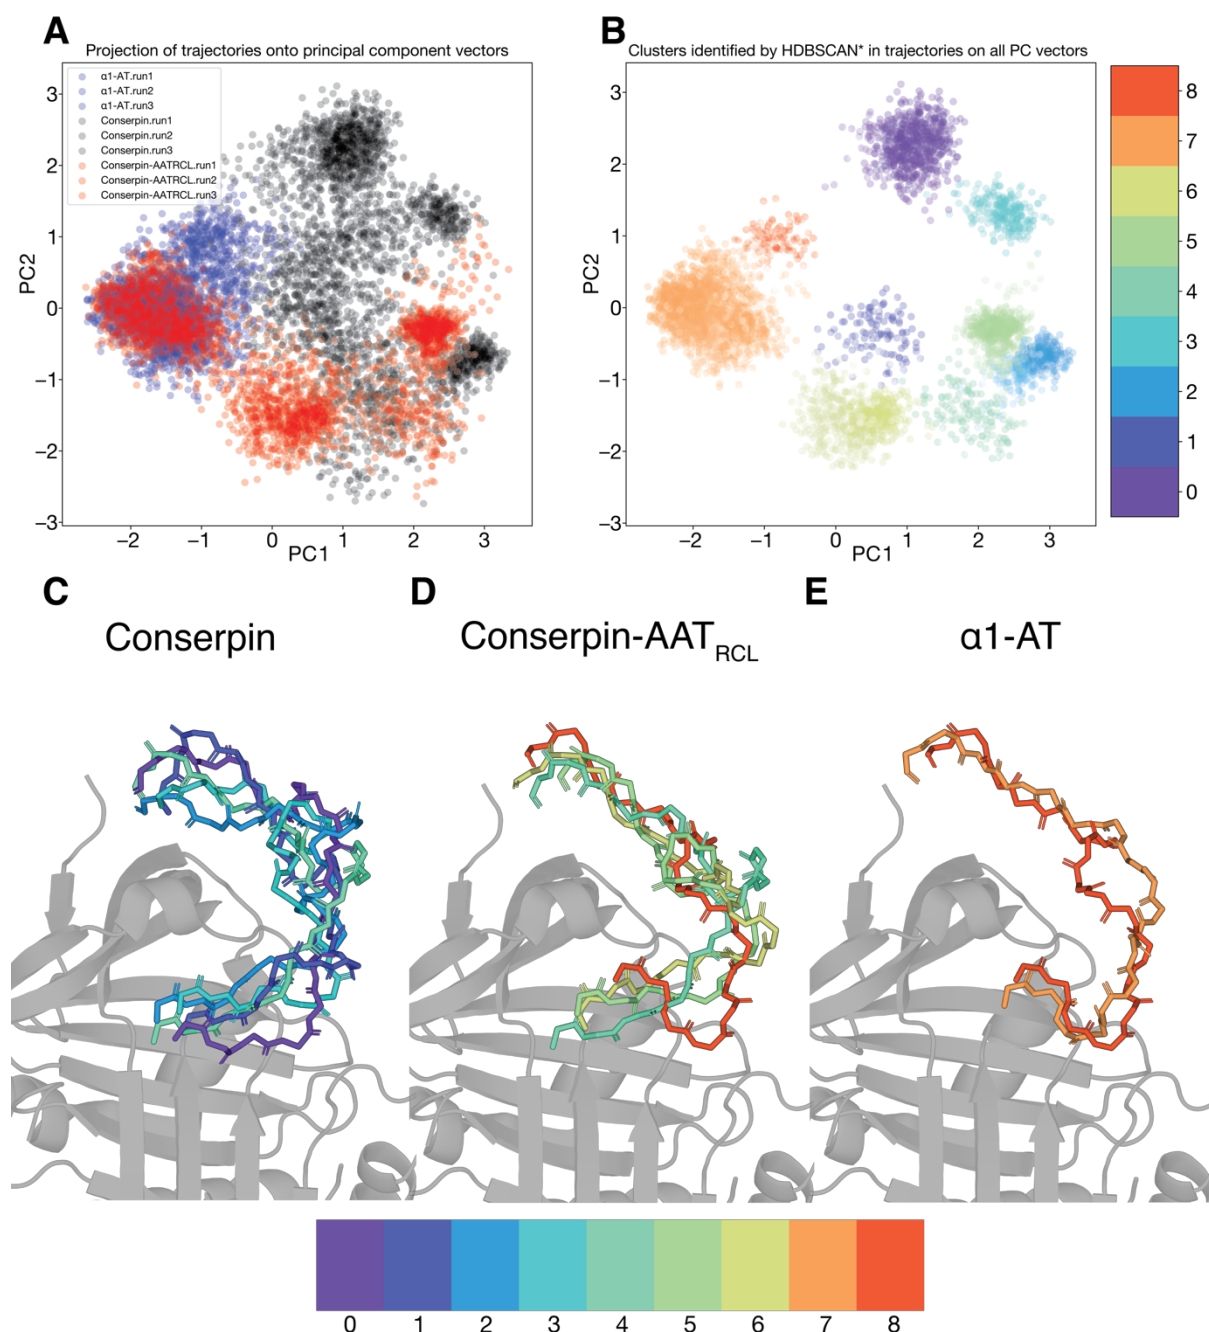 A
Projection of trajectories onto principal component vectors
α1-AT.run1
α1-AT.run2
α1-AT.run3
Conserpin.run1
Conserpin.run2
Conserpin.run3
Conserpin-AATRCL.run1
Conserpin-AATRCL.run2
Conserpin-AATRCL.run3
3
2
1
0
−1
−2
−3
PC2
−2 −1 0 1 2 3
PC1
B
Clusters identified by HDBSCAN* in trajectories on all PC vectors
3
2
1
0
−1
−2
−3
PC2
−2 −1 0 1 2 3
PC1
8
7
6
5
4
3
2
1
0
C
Conserpin
D
Conserpin-AATRCL
E
α1-AT
0 1 2 3 4 5 6 7 8